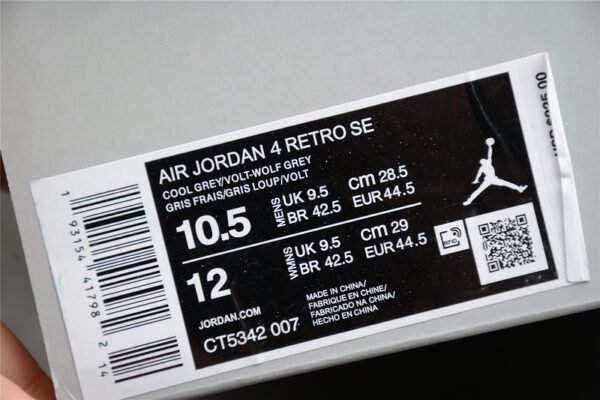 AIR JORDAN 4 RETRO SE
COOL GREY/VOLT-WOLF GREY
GRIS FRAIS/GRIS LOUP/VOLT
10.5
MENS
UK 9.5 cm 28.5
BR 42.5 EUR 44.5
12
WMNS
UK 9.5 cm 29
BR 42.5 EUR 44.5
JORDAN.COM
CT5342 007
MADE IN CHINA/
FABRIQUE EN CHINE/
FABRICADO NA CHINA/
HECHO EN CHINA
RFID
1 93154 44798 2 14